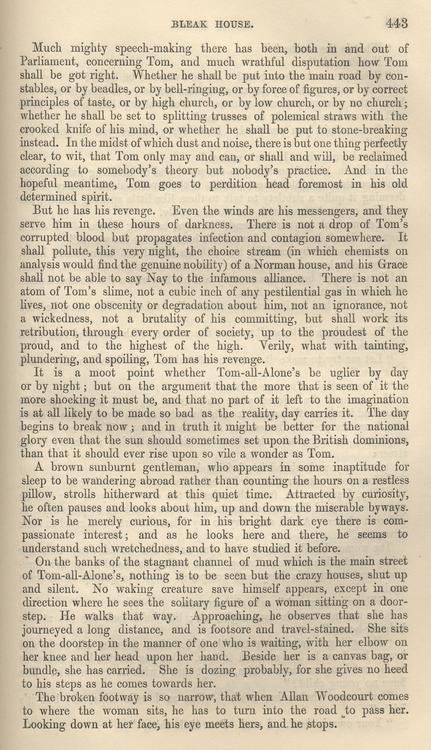 BLEAK HOUSE. 443
Much mighty speech-making there has been, both in and out of
Parliament, concerning Tom, and much wrathful disputation how Tom
shall be got right. Whether he shall be put into the main road by con-
stables, or by beadles, or by bell-ringing, or by force of figures, or by correct
principles of taste, or by high church, or by low church, or by no church;
whether he shall be set to splitting trusses of polemical straws with the
crooked knife of his mind, or whether he shall be put to stone-breaking
instead. In the midst of which dust and noise, there is but one thing perfectly
clear, to wit, that Tom only may and can, or shall and will, be reclaimed
according to somebody's theory but nobody's practice. And in the
hopeful meantime, Tom goes to perdition head foremost in his old
determined spirit.
But he has his revenge. Even the winds are his messengers, and they
serve him in these hours of darkness. There is not a drop of Tom's
corrupted blood but propagates infection and contagion somewhere. It
shall pollute, this very night, the choice stream (in which chemists on
analysis would find the genuine nobility) of a Norman house, and his Grace
shall not be able to say Nay to the infamous alliance. There is not an
atom of Tom's slime, not a cubic inch of any pestilential gas in which he
lives, not one obscenity or degradation about him, not an ignorance, not
a wickedness, not a brutality of his committing, but shall work its
retribution, through every order of society, up to the proudest of the
proud, and to the highest of the high. Verily, what with tainting,
plundering, and spoiling, Tom has his revenge.
It is a moot point whether Tom-all-Alone's be uglier by day
or by night; but on the argument that the more that is seen of it the
more shocking it must be, and that no part of it left to the imagination
is at all likely to be made so bad as the reality, day carries it. The day
begins to break now; and in truth it might be better for the national
glory even that the sun should sometimes set upon the British dominions,
than that it should ever rise upon so vile a wonder as Tom.
A brown sunburnt gentleman, who appears in some inaptitude for
sleep to be wandering abroad rather than counting the hours on a restless
pillow, strolls hitherward at this quiet time. Attracted by curiosity,
he often pauses and looks about him, up and down the miserable byways.
Nor is he merely curious, for in his bright dark eye there is com-
passionate interest; and as he looks here and there, he seems to
understand such wretchedness, and to have studied it before.
On the banks of the stagnant channel of mud which is the main street
of Tom-all-Alone's, nothing is to be seen but the crazy houses, shut up
and silent. No waking creature save himself appears, except in one
direction where he sees the solitary figure of a woman sitting on a door-
step. He walks that way. Approaching, he observes that she has
journeyed a long distance, and is footsore and travel-stained. She sits
on the doorstep in the manner of one who is waiting, with her elbow on
her knee and her head upon her hand. Beside her is a canvas bag, or
bundle, she has carried. She is dozing probably, for she gives no heed
to his steps as he comes towards her.
The broken footway is so narrow, that when Allan Woodcourt comes
to where the woman sits, he has to turn into the road to pass her.
Looking down at her face, his eye meets hers, and he stops.